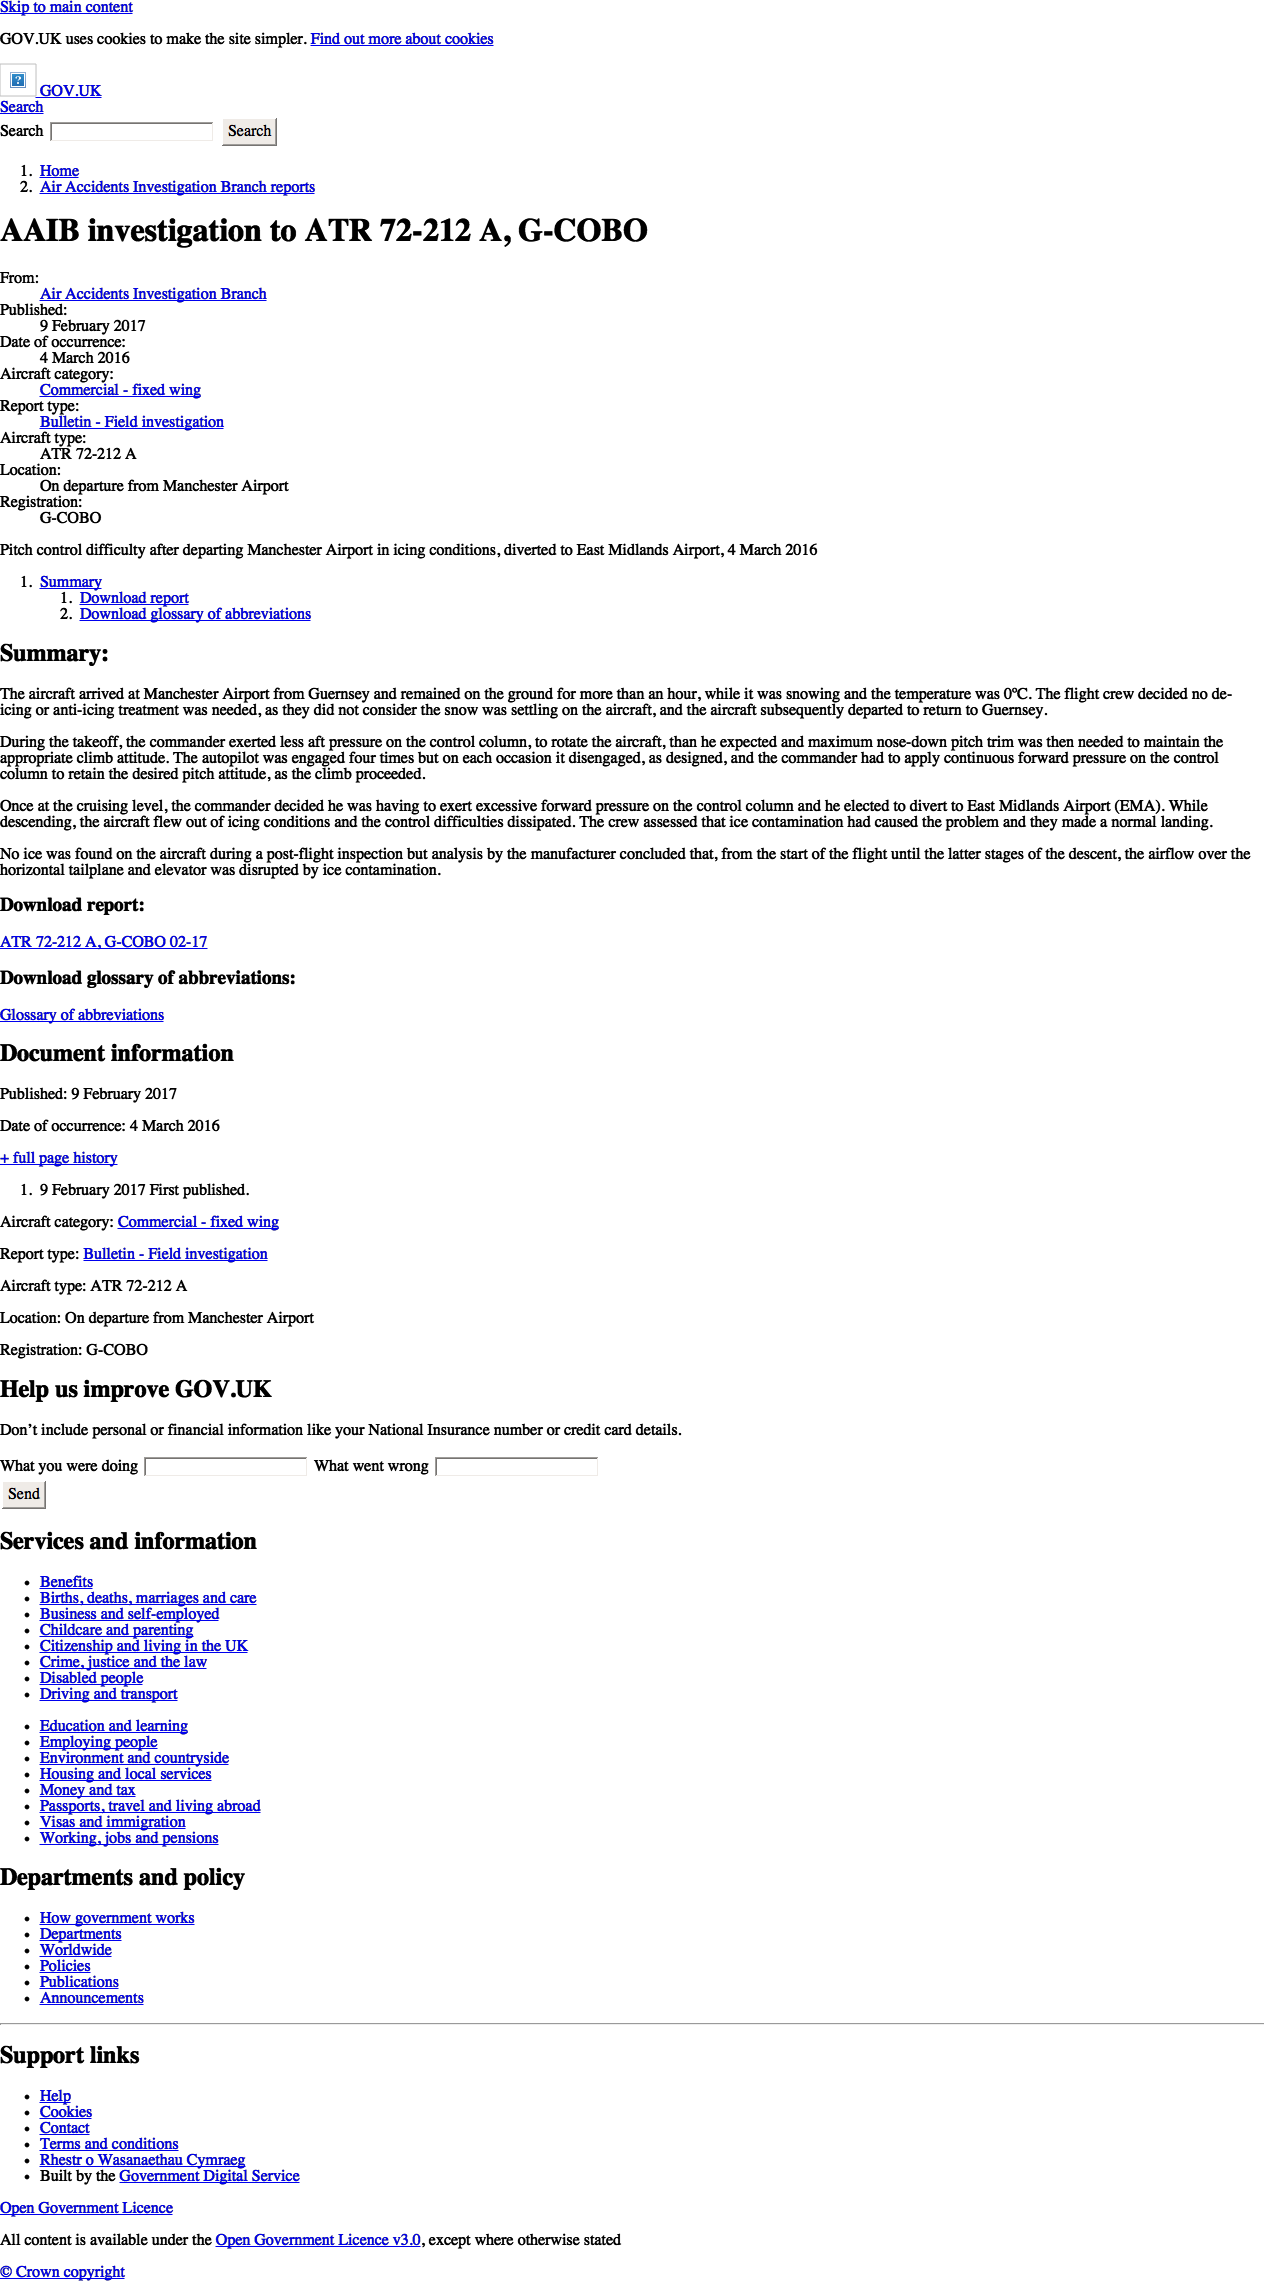 Skip to main content
GOV.UK uses cookies to make the site simpler. Find out more about cookies
GOV.UK
Search
Search Search
1. Home
2. Air Accidents Investigation Branch reports
AAIB investigation to ATR 72-212 A, G-COBO
From:
Air Accidents Investigation Branch
Published:
9 February 2017
Date of occurrence:
4 March 2016
Aircraft category:
Commercial - fixed wing
Report type:
Bulletin - Field investigation
Aircraft type:
ATR 72-212 A
Location:
On departure from Manchester Airport
Registration:
G-COBO
Pitch control difficulty after departing Manchester Airport in icing conditions, diverted to East Midlands Airport, 4 March 2016
1. Summary
1. Download report
2. Download glossary of abbreviations
Summary:
The aircraft arrived at Manchester Airport from Guernsey and remained on the ground for more than an hour, while it was snowing and the temperature was 0ºC. The flight crew decided no de-
icing or anti-icing treatment was needed, as they did not consider the snow was settling on the aircraft, and the aircraft subsequently departed to return to Guernsey.
During the takeoff, the commander exerted less aft pressure on the control column, to rotate the aircraft, than he expected and maximum nose-down pitch trim was then needed to maintain the
appropriate climb attitude. The autopilot was engaged four times but on each occasion it disengaged, as designed, and the commander had to apply continuous forward pressure on the control
column to retain the desired pitch attitude, as the climb proceeded.
Once at the cruising level, the commander decided he was having to exert excessive forward pressure on the control column and he elected to divert to East Midlands Airport (EMA). While
descending, the aircraft flew out of icing conditions and the control difficulties dissipated. The crew assessed that ice contamination had caused the problem and they made a normal landing.
No ice was found on the aircraft during a post-flight inspection but analysis by the manufacturer concluded that, from the start of the flight until the latter stages of the descent, the airflow over the
horizontal tailplane and elevator was disrupted by ice contamination.
Download report:
ATR 72-212 A, G-COBO 02-17
Download glossary of abbreviations:
Glossary of abbreviations
Document information
Published: 9 February 2017
Date of occurrence: 4 March 2016
+ full page history
1. 9 February 2017 First published.
Aircraft category: Commercial - fixed wing
Report type: Bulletin - Field investigation
Aircraft type: ATR 72-212 A
Location: On departure from Manchester Airport
Registration: G-COBO
Help us improve GOV.UK
Don’t include personal or financial information like your National Insurance number or credit card details.
What you were doing What went wrong
Send
Services and information
• Benefits
• Births, deaths, marriages and care
• Business and self-employed
• Childcare and parenting
• Citizenship and living in the UK
• Crime, justice and the law
• Disabled people
• Driving and transport
• Education and learning
• Employing people
• Environment and countryside
• Housing and local services
• Money and tax
• Passports, travel and living abroad
• Visas and immigration
• Working, jobs and pensions
Departments and policy
• How government works
• Departments
• Worldwide
• Policies
• Publications
• Announcements
Support links
• Help
• Cookies
• Contact
• Terms and conditions
• Rhestr o Wasanaethau Cymraeg
• Built by the Government Digital Service
Open Government Licence
All content is available under the Open Government Licence v3.0, except where otherwise stated
© Crown copyright